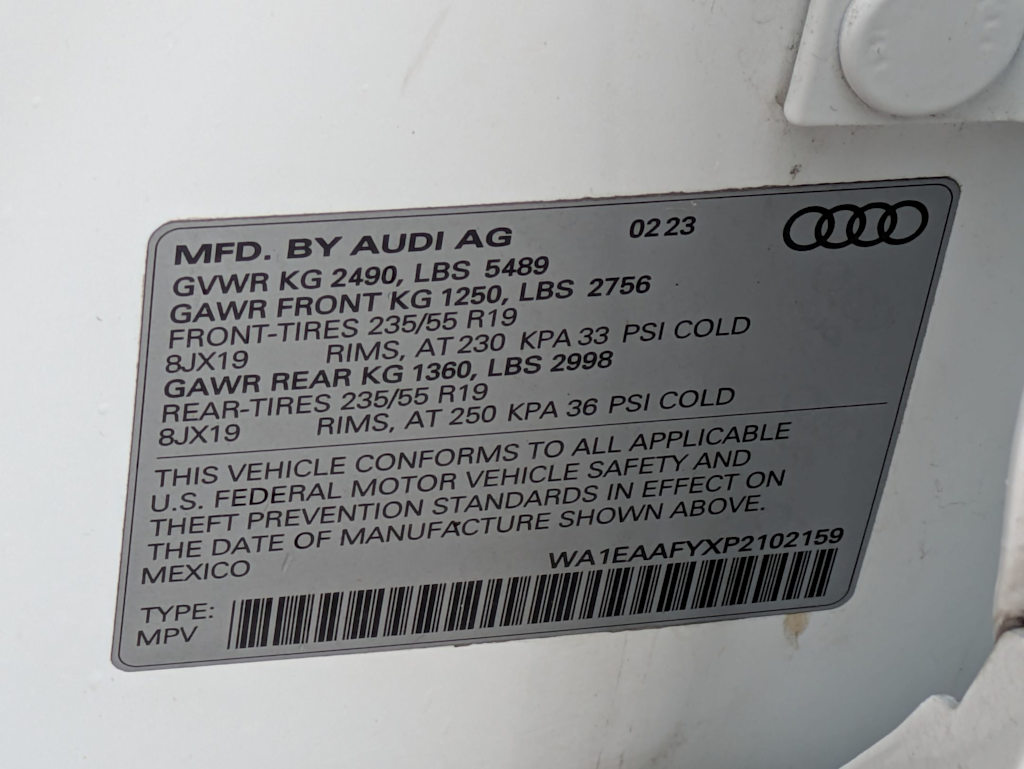 MFD. BY AUDI AG 0223
GVWR KG 2490, LBS 5489
GAWR FRONT KG 1250, LBS 2756
FRONT-TIRES 235/55 R19
8JX19 RIMS, AT 230 KPA 33 PSI COLD
GAWR REAR KG 1360, LBS 2998
REAR-TIRES 235/55 R19
8JX19 RIMS, AT 250 KPA 36 PSI COLD
THIS VEHICLE CONFORMS TO ALL APPLICABLE
U.S. FEDERAL MOTOR VEHICLE SAFETY AND
THEFT PREVENTION STANDARDS IN EFFECT ON
THE DATE OF MANUFACTURE SHOWN ABOVE.
MEXICO WA1EAAFYXP2102159
TYPE:
MPV